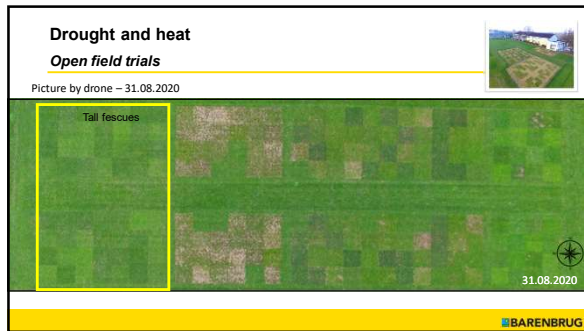 Drought and heat
Open field trials
Picture by drone – 31.08.2020
Tall fescues
31.08.2020
BARENBRUG